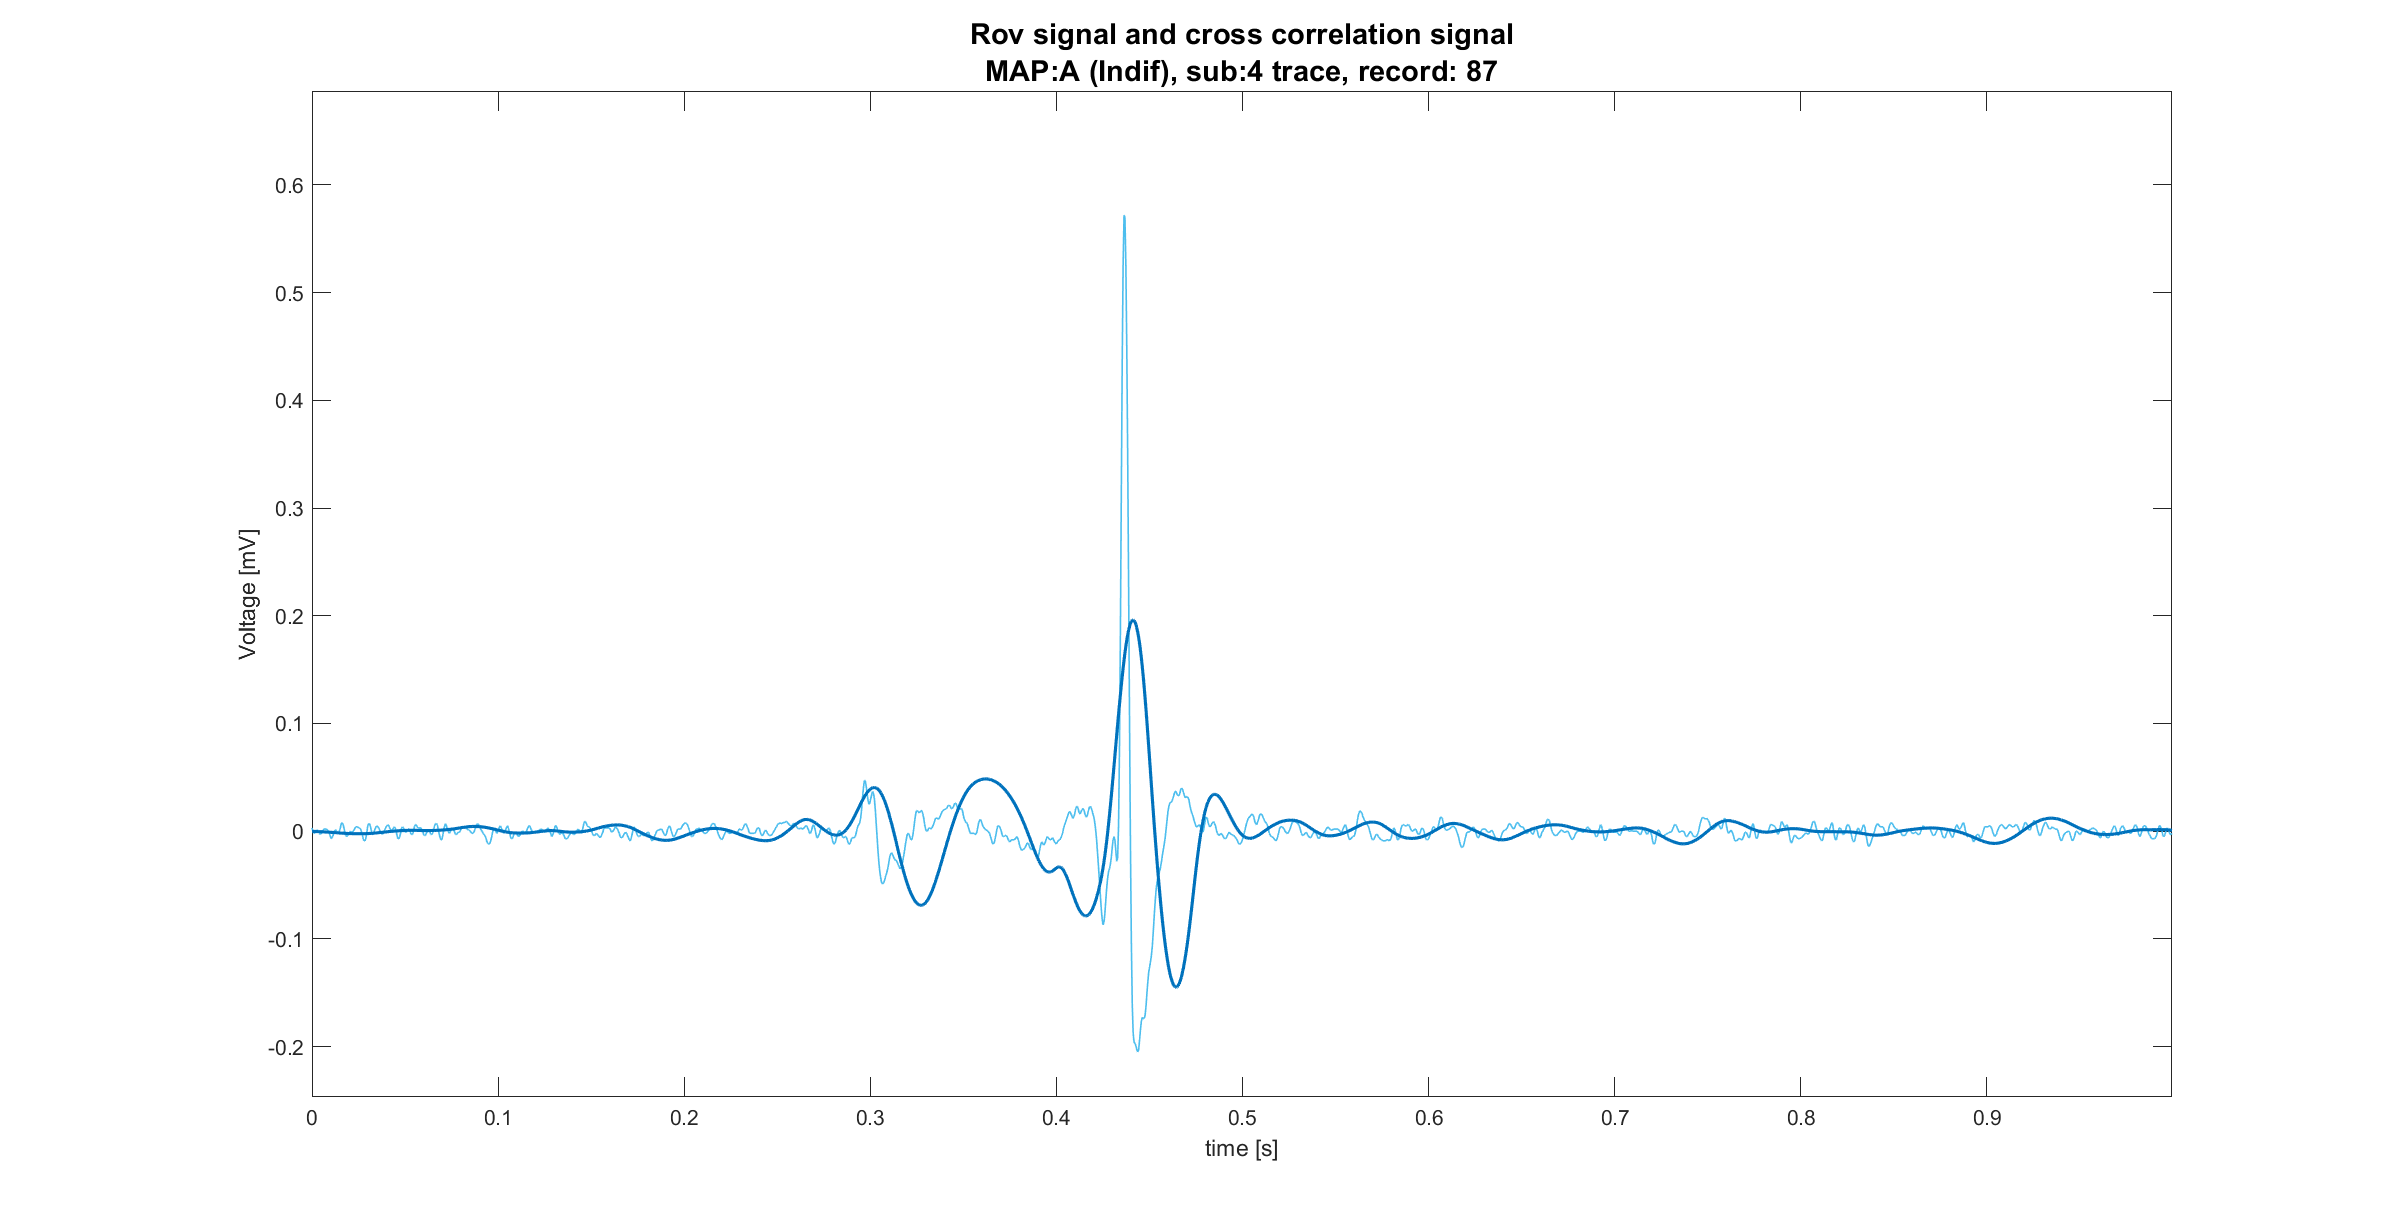 Rov signal and cross correlation signal
MAP:A (Indif), sub:4 trace, record: 87
0.6
0.5
0.4
0.3
0.2
0.1
0
-0.1
-0.2
Voltage [mV]
0 0.1 0.2 0.3 0.4 0.5 0.6 0.7 0.8 0.9
time [s]